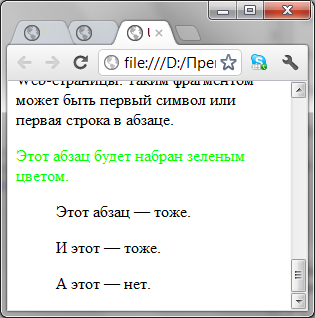 file:///D:/Пре
Web-страницы. Таким фрагментом
может быть первый символ или
первая строка в абзаце.
Этот абзац будет набран зеленым
цветом.
Этот абзац — тоже.
И этот — тоже.
А этот — нет.